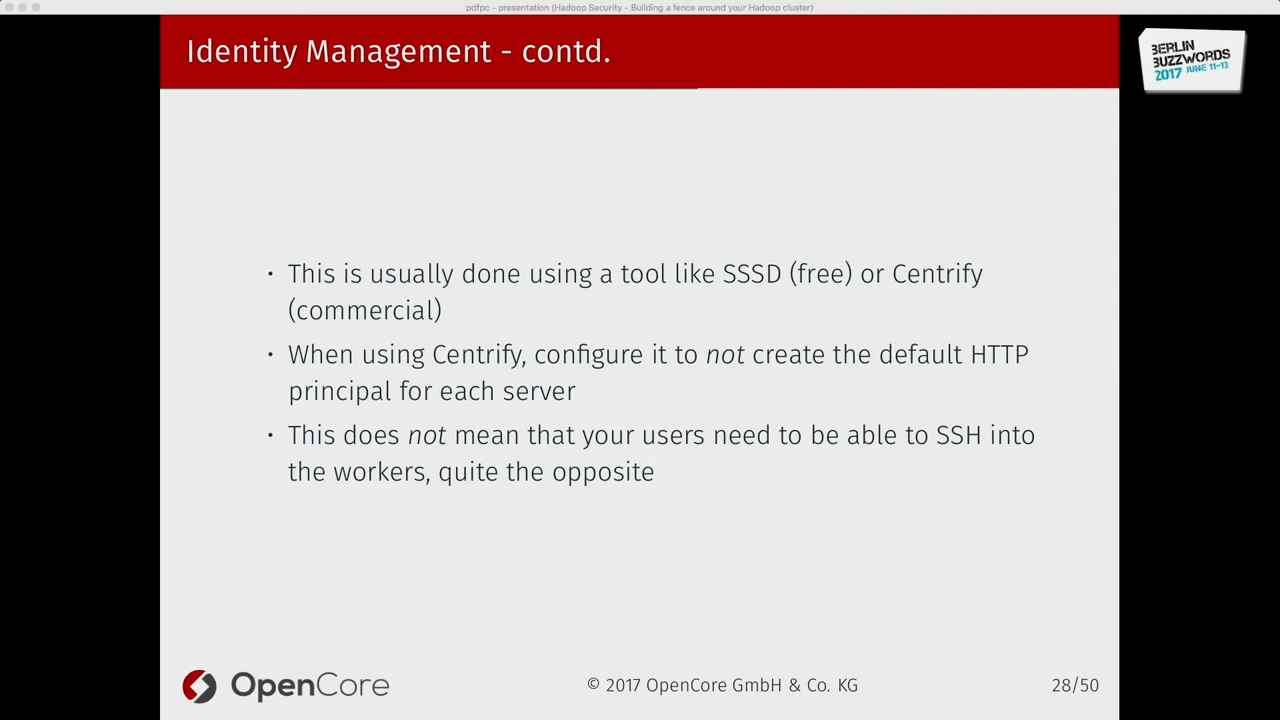 pdfpc - presentation (Hadoop Security - Building a fence around your Hadoop cluster)
Identity Management - contd.
BERLIN
BUZZWORDS
2017 JUNE 11-13
• This is usually done using a tool like SSSD (free) or Centrify
(commercial)
• When using Centrify, configure it to not create the default HTTP
principal for each server
• This does not mean that your users need to be able to SSH into
the workers, quite the opposite
OpenCore
© 2017 OpenCore GmbH & Co. KG
28/50